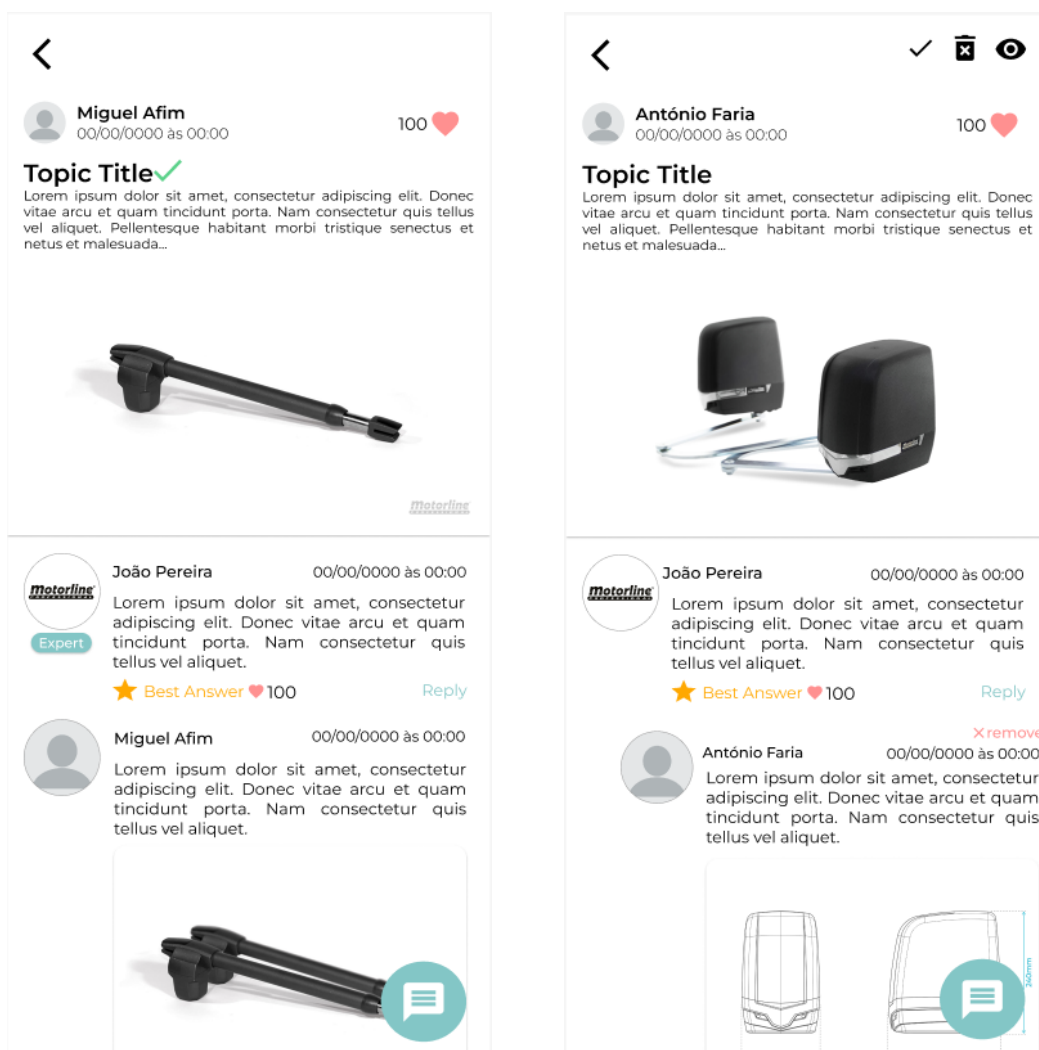 Miguel Afim
00/00/0000 às 00:00
100
Topic Title
Lorem ipsum dolor sit amet, consectetur adipiscing elit. Donec
vitae arcu et quam tincidunt porta. Nam consectetur quis tellus
vel aliquet. Pellentesque habitant morbi tristique senectus et
netus et malesuada...
motorline
PROFESSIONAL
motorline
PROFESSIONAL
Expert
João Pereira
00/00/0000 às 00:00
Lorem ipsum dolor sit amet, consectetur
adipiscing elit. Donec vitae arcu et quam
tincidunt porta. Nam consectetur quis
tellus vel aliquet.
Best Answer
100
Reply
Miguel Afim
00/00/0000 às 00:00
Lorem ipsum dolor sit amet, consectetur
adipiscing elit. Donec vitae arcu et quam
tincidunt porta. Nam consectetur quis
tellus vel aliquet.
António Faria
00/00/0000 às 00:00
100
Topic Title
Lorem ipsum dolor sit amet, consectetur adipiscing elit. Donec
vitae arcu et quam tincidunt porta. Nam consectetur quis tellus
vel aliquet. Pellentesque habitant morbi tristique senectus et
netus et malesuada...
motorline
PROFESSIONAL
João Pereira
00/00/0000 às 00:00
Lorem ipsum dolor sit amet, consectetur
adipiscing elit. Donec vitae arcu et quam
tincidunt porta. Nam consectetur quis
tellus vel aliquet.
Best Answer
100
Reply
remove
António Faria
00/00/0000 às 00:00
Lorem ipsum dolor sit amet, consectetur
adipiscing elit. Donec vitae arcu et quam
tincidunt porta. Nam consectetur quis
tellus vel aliquet.
240mm